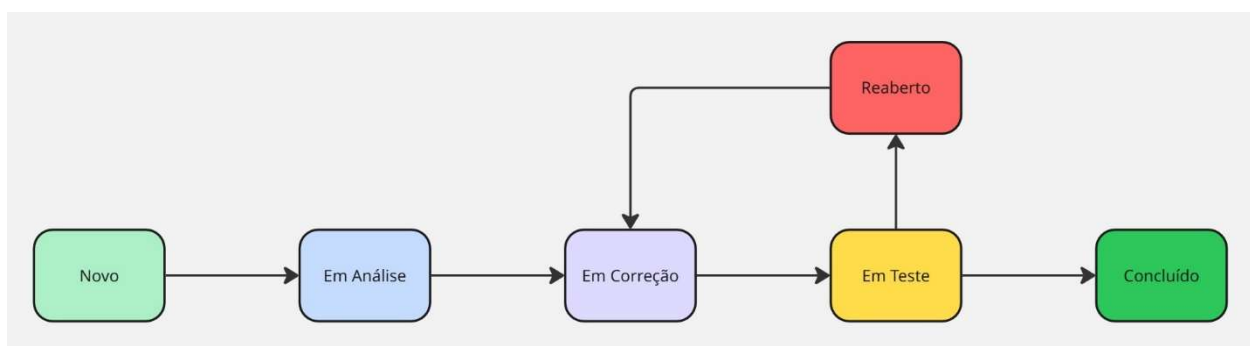 Reaberto
Novo
Em Análise
Em Correção
Em Teste
Concluído